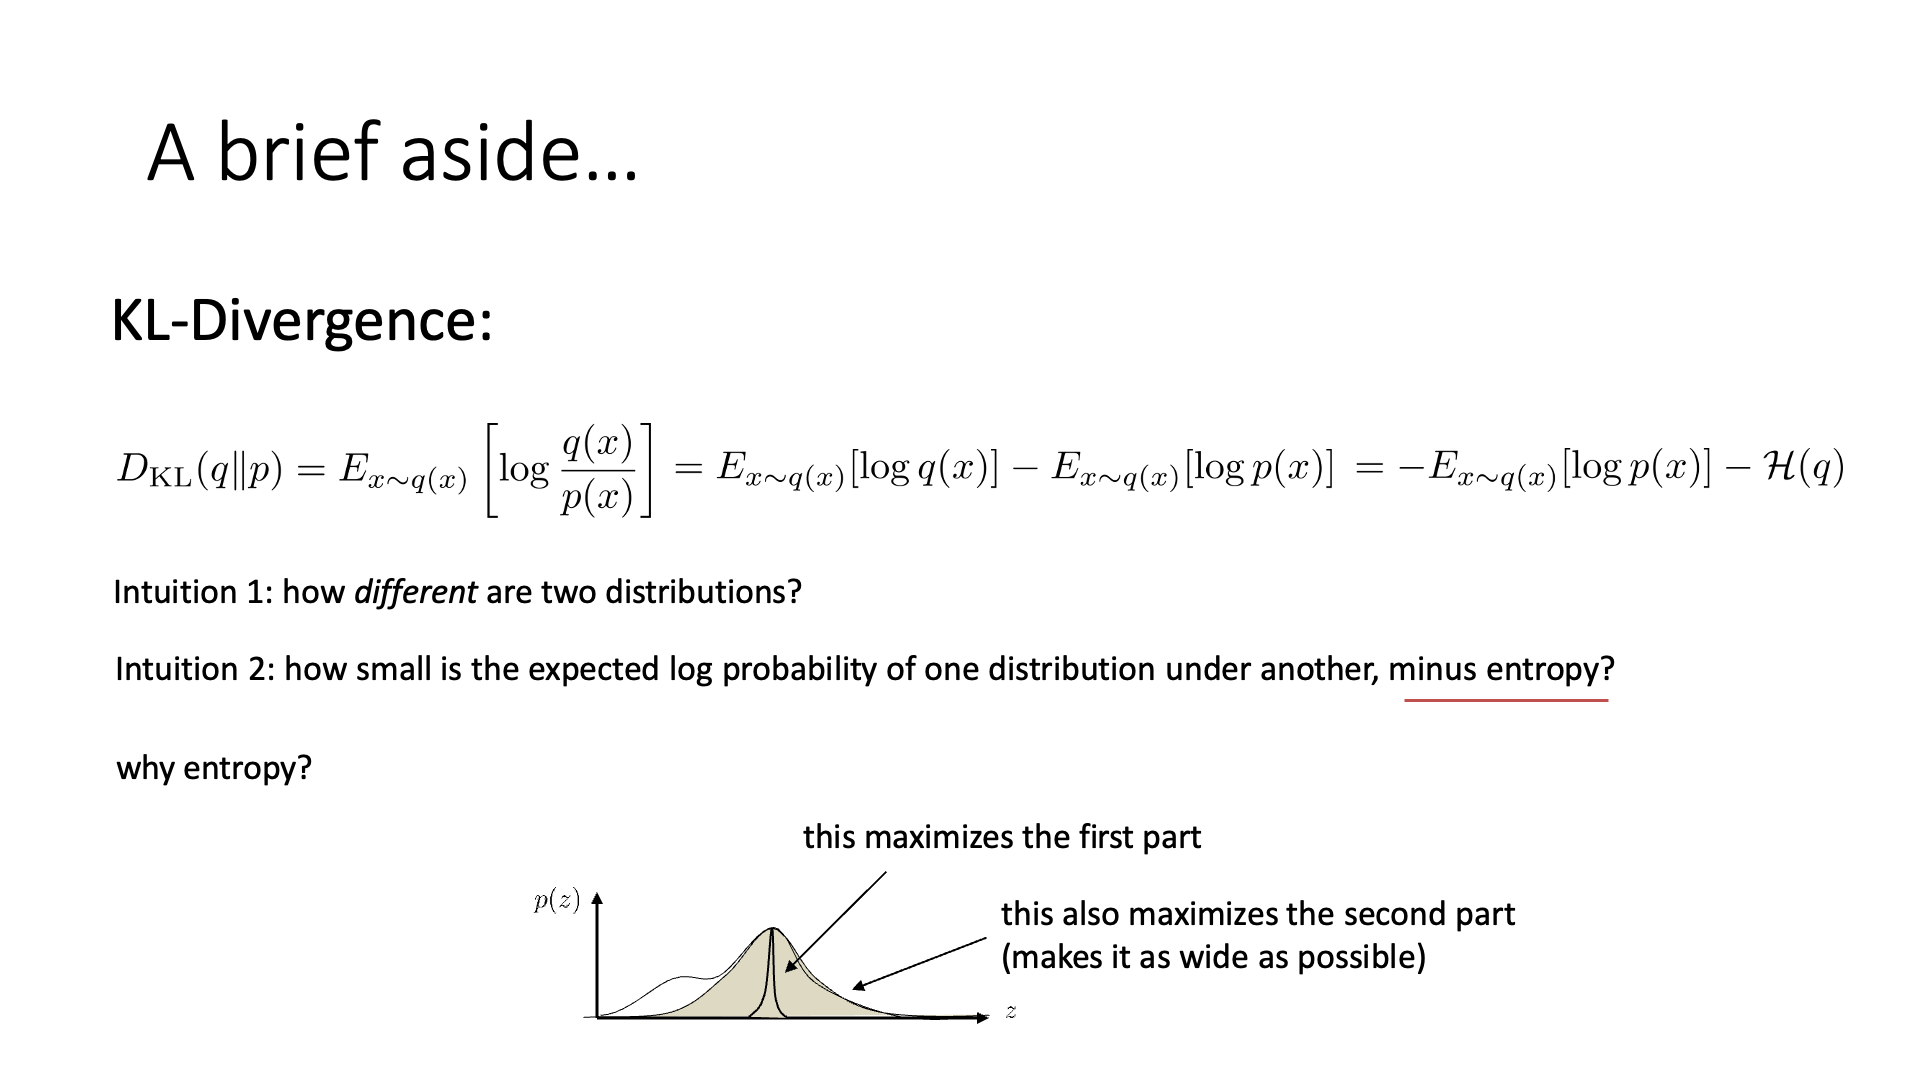 A brief aside...
KL-Divergence:
$D_{\mathrm{KL}}(q\|p) = E_{x\sim q(x)}\left[\log\frac{q(x)}{p(x)}\right] = E_{x\sim q(x)}[\log q(x)] - E_{x\sim q(x)}[\log p(x)] = -E_{x\sim q(x)}[\log p(x)] - \mathcal{H}(q)$
Intuition 1: how different are two distributions?
Intuition 2: how small is the expected log probability of one distribution under another, minus entropy?
why entropy?
this maximizes the first part
p(z)
this also maximizes the second part
(makes it as wide as possible)
z